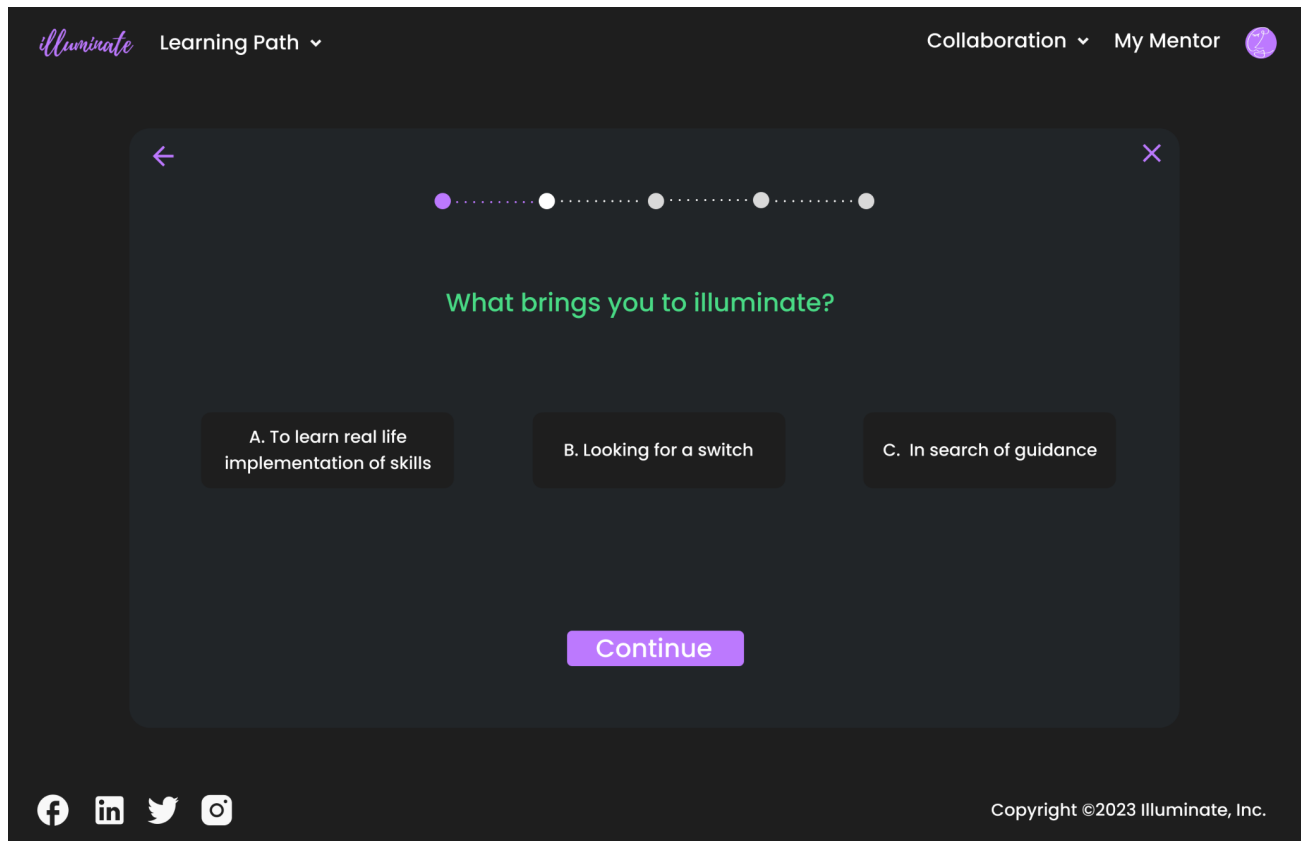 illuminate Learning Path Collaboration My Mentor
What brings you to illuminate?
A. To learn real life
implementation of skills
B. Looking for a switch
C. In search of guidance
Continue
Copyright ©2023 Illuminate, Inc.